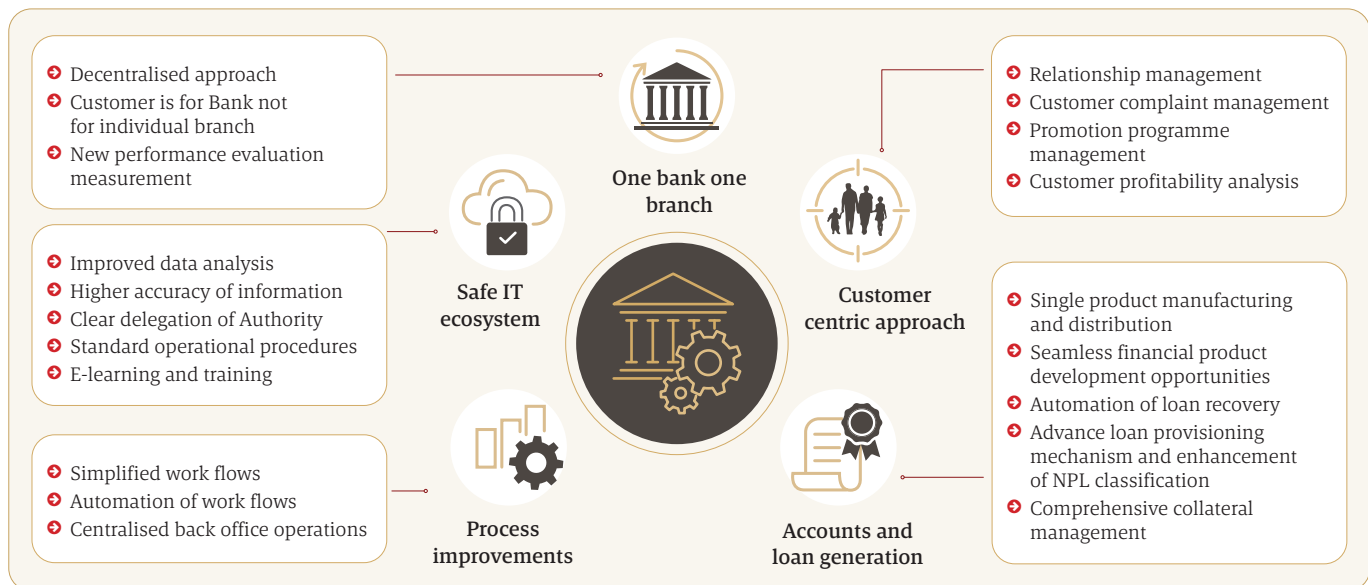 Decentralised approach
Customer is for Bank not
for individual branch
New performance evaluation
measurement
One bank one
branch
Relationship management
Customer complaint management
Promotion programme
management
Customer profitability analysis
Improved data analysis
Higher accuracy of information
Clear delegation of Authority
Standard operational procedures
E-learning and training
Safe IT
ecosystem
Customer
centric approach
Single product manufacturing
and distribution
Seamless financial product
development opportunities
Automation of loan recovery
Advance loan provisioning
mechanism and enhancement
of NPL classification
Comprehensive collateral
management
Simplified work flows
Automation of work flows
Centralised back office operations
Process
improvements
Accounts and
loan generation